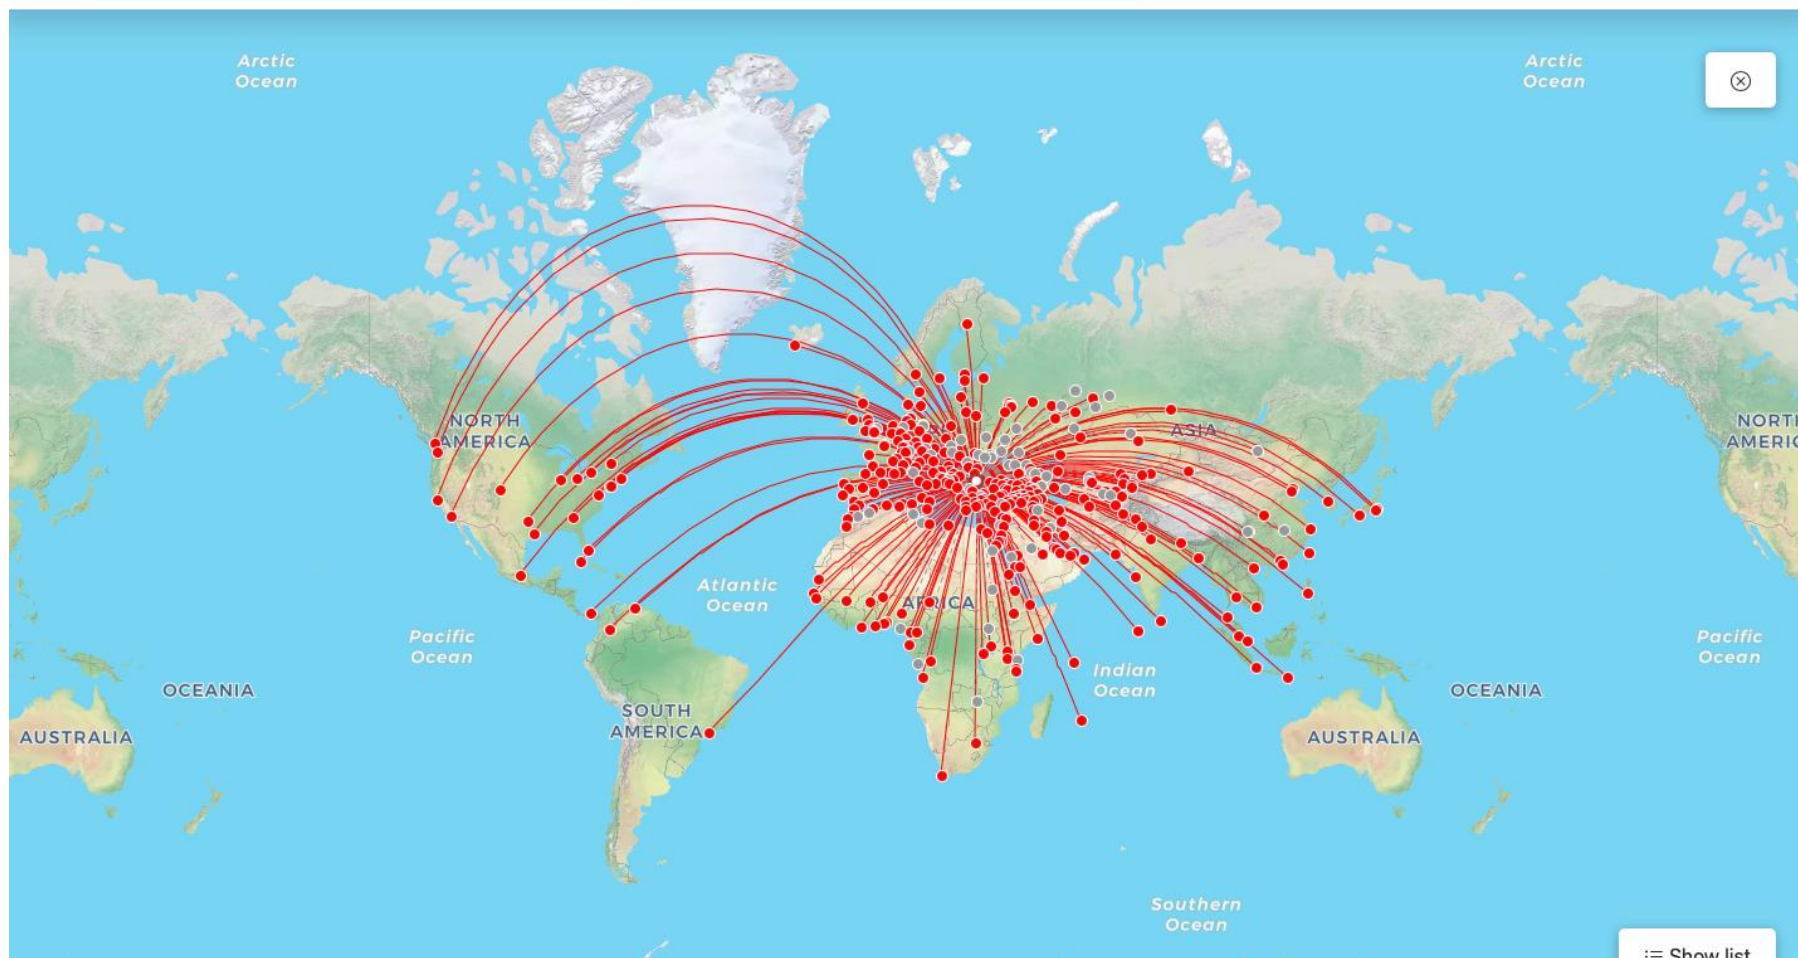 Arctic
Ocean
Arctic
Ocean
NORTH
AMERICA
ASIA
NORTH
AMERIC
Atlantic
Ocean
AFRICA
Pacific
Ocean
Pacific
Ocean
Indian
Ocean
OCEANIA
OCEANIA
SOUTH
AMERICA
AUSTRALIA
AUSTRALIA
Southern
Ocean
Show list